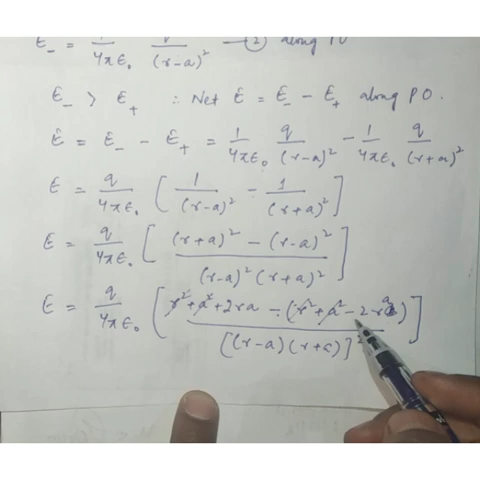 E₋ = 1/4πε₀ q/(r-a)² —② along PO
E₋ > E₊ ∴ Net E = E₋ - E₊ along PO.
E = E₋ - E₊ = 1/4πε₀ q/(r-a)² - 1/4πε₀ q/(r+a)²
E = q/4πε₀ [ 1/(r-a)² - 1/(r+a)² ]
E = q/4πε₀ [ (r+a)² - (r-a)² / (r-a)² (r+a)² ]
E = q/4πε₀ [ r² + a² + 2ra - (r² + a² - 2ra) / [(r-a)(r+a)]² ]